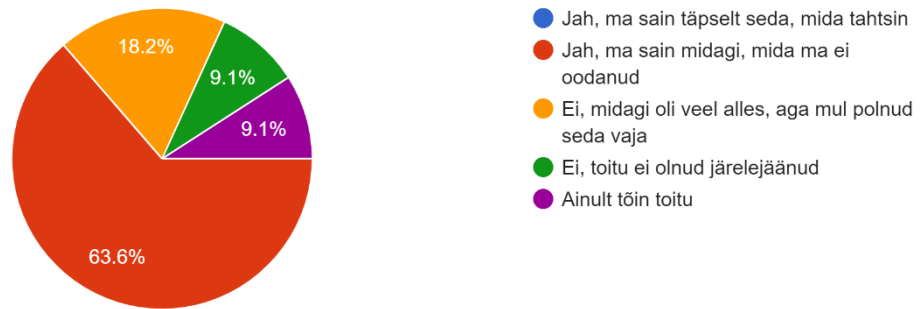 18.2%
9.1%
9.1%
63.6%
Jah, ma sain täpselt seda, mida tahtsin
Jah, ma sain midagi, mida ma ei
oodanud
Ei, midagi oli veel alles, aga mul polnud
seda vaja
Ei, toitu ei olnud järelejäänud
Ainult tõin toitu